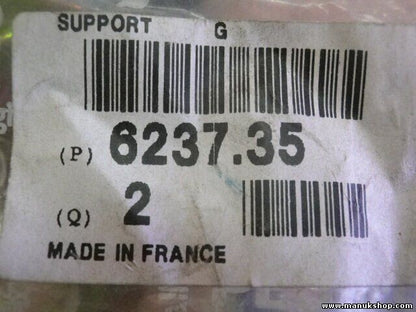 SUPPORT G
(P) 6237.35
(Q) 2
MADE IN FRANCE
www.manukshop.com